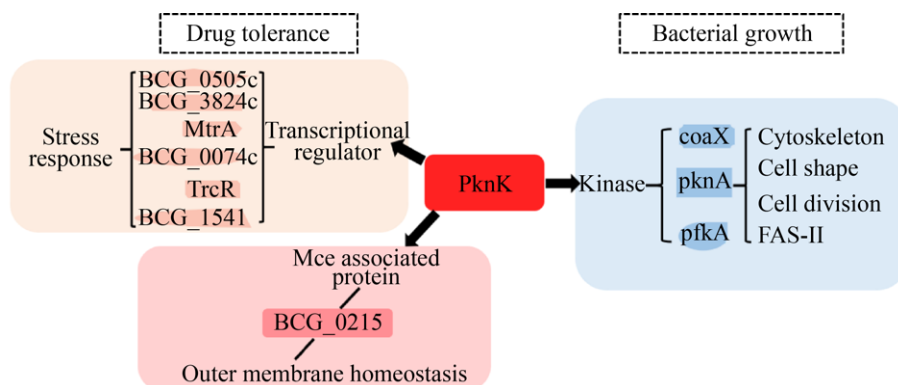 Drug tolerance
Bacterial growth
Stress
response
BCG_0505c
BCG_3824c
MtrA
BCG_0074c
TrcR
BCG_1541
Transcriptional
regulator
PknK
Kinase
coaX
pknA
pfkA
Cytoskeleton
Cell shape
Cell division
FAS-II
Mce associated
protein
BCG_0215
Outer membrane homeostasis